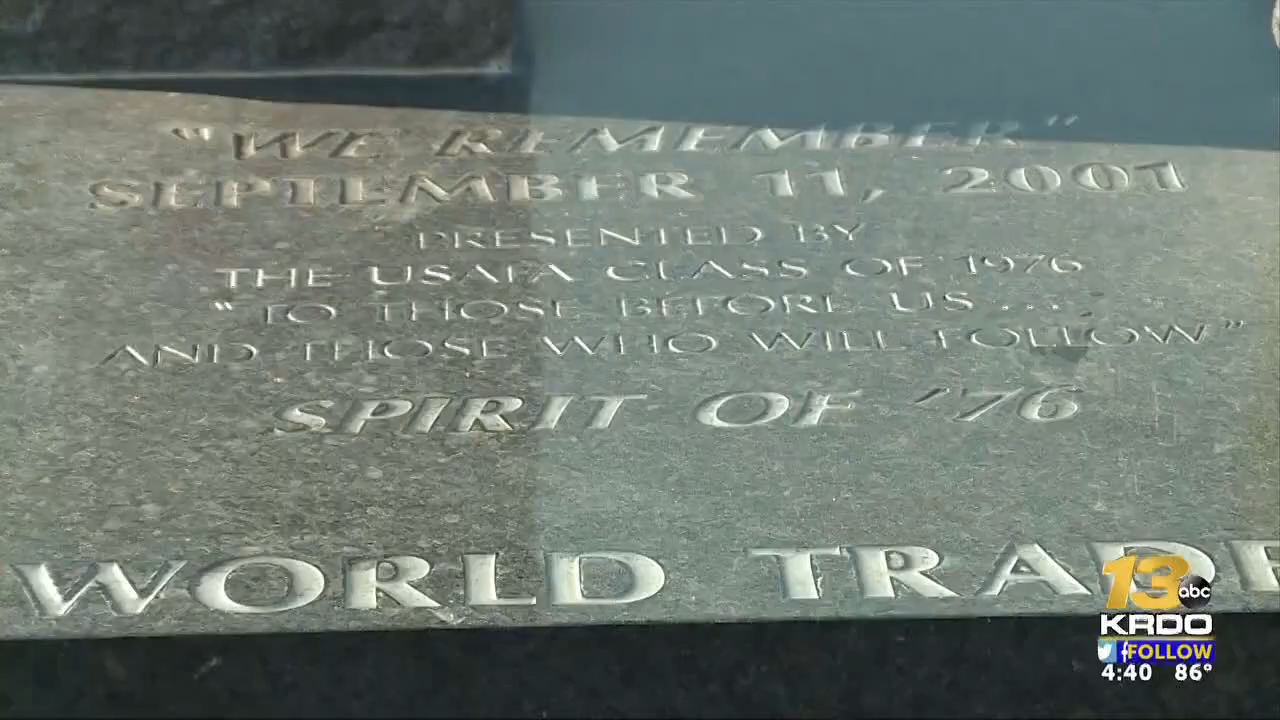 "WE REMEMBER"
SEPTEMBER 11, 2001
PRESENTED BY
THE USAFA CLASS OF 1976
"TO THOSE BEFORE US ...
AND THOSE WHO WILL FOLLOW"
SPIRIT OF '76
WORLD TRADE
13 abc
KRDO
FOLLOW
4:40 86°